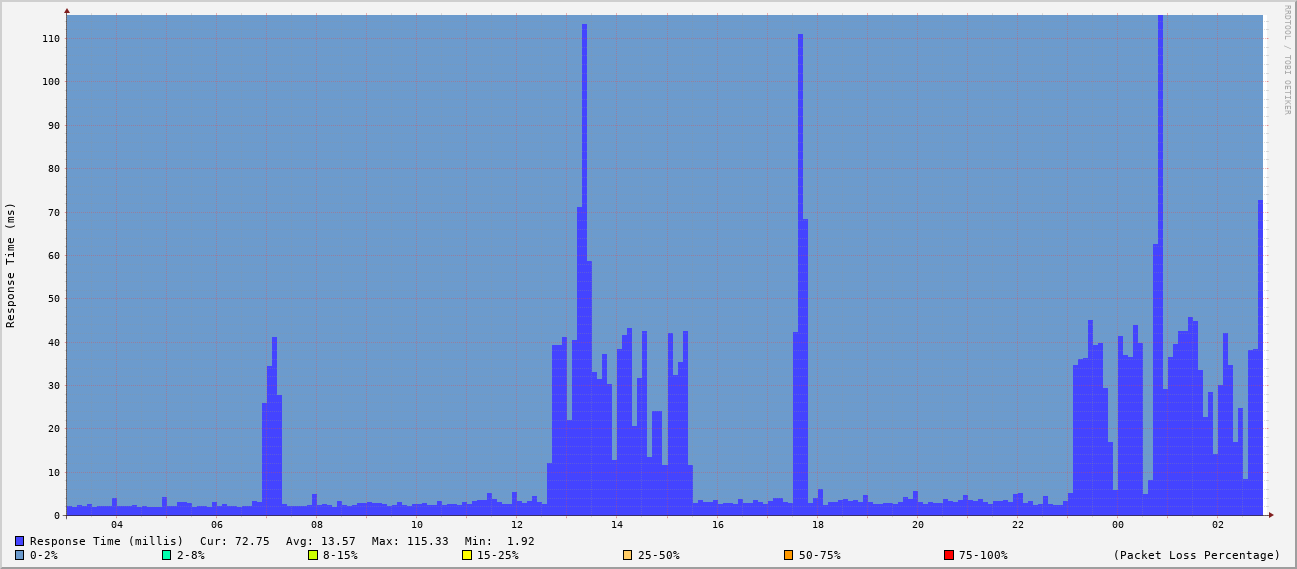 RRDTOOL / TOBI OETIKER
Response Time (ms)
110
100
90
80
70
60
50
40
30
20
10
0
04 06 08 10 12 14 16 18 20 22 00 02
Response Time (millis) Cur: 72.75 Avg: 13.57 Max: 115.33 Min: 1.92
0-2% 2-8% 8-15% 15-25% 25-50% 50-75% 75-100% (Packet Loss Percentage)